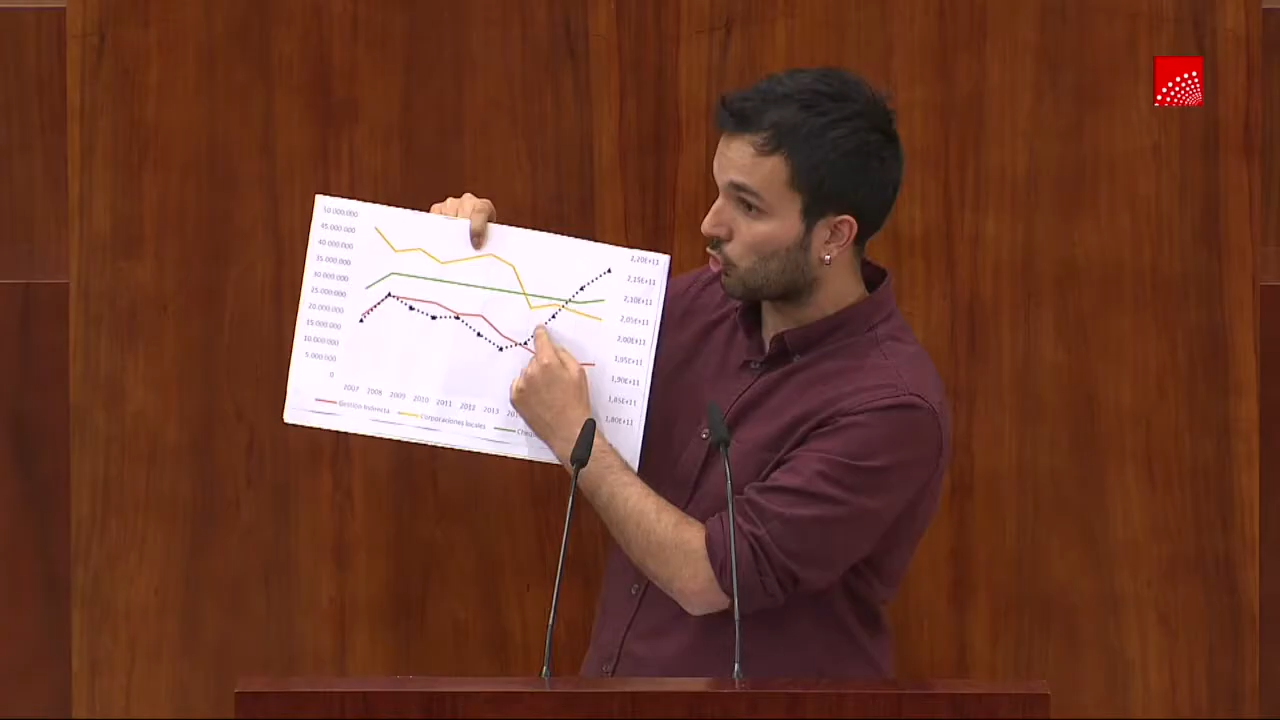 50.000.000
45.000.000
40.000.000
35.000.000
30.000.000
25.000.000
20.000.000
15.000.000
10.000.000
5.000.000
0
2,20E+11
2,15E+11
2,10E+11
2,05E+11
2,00E+11
1,95E+11
1,90E+11
1,85E+11
1,80E+11
2007 2008 2009 2010 2011 2012 2013
Gestión Indirecta Corporaciones locales